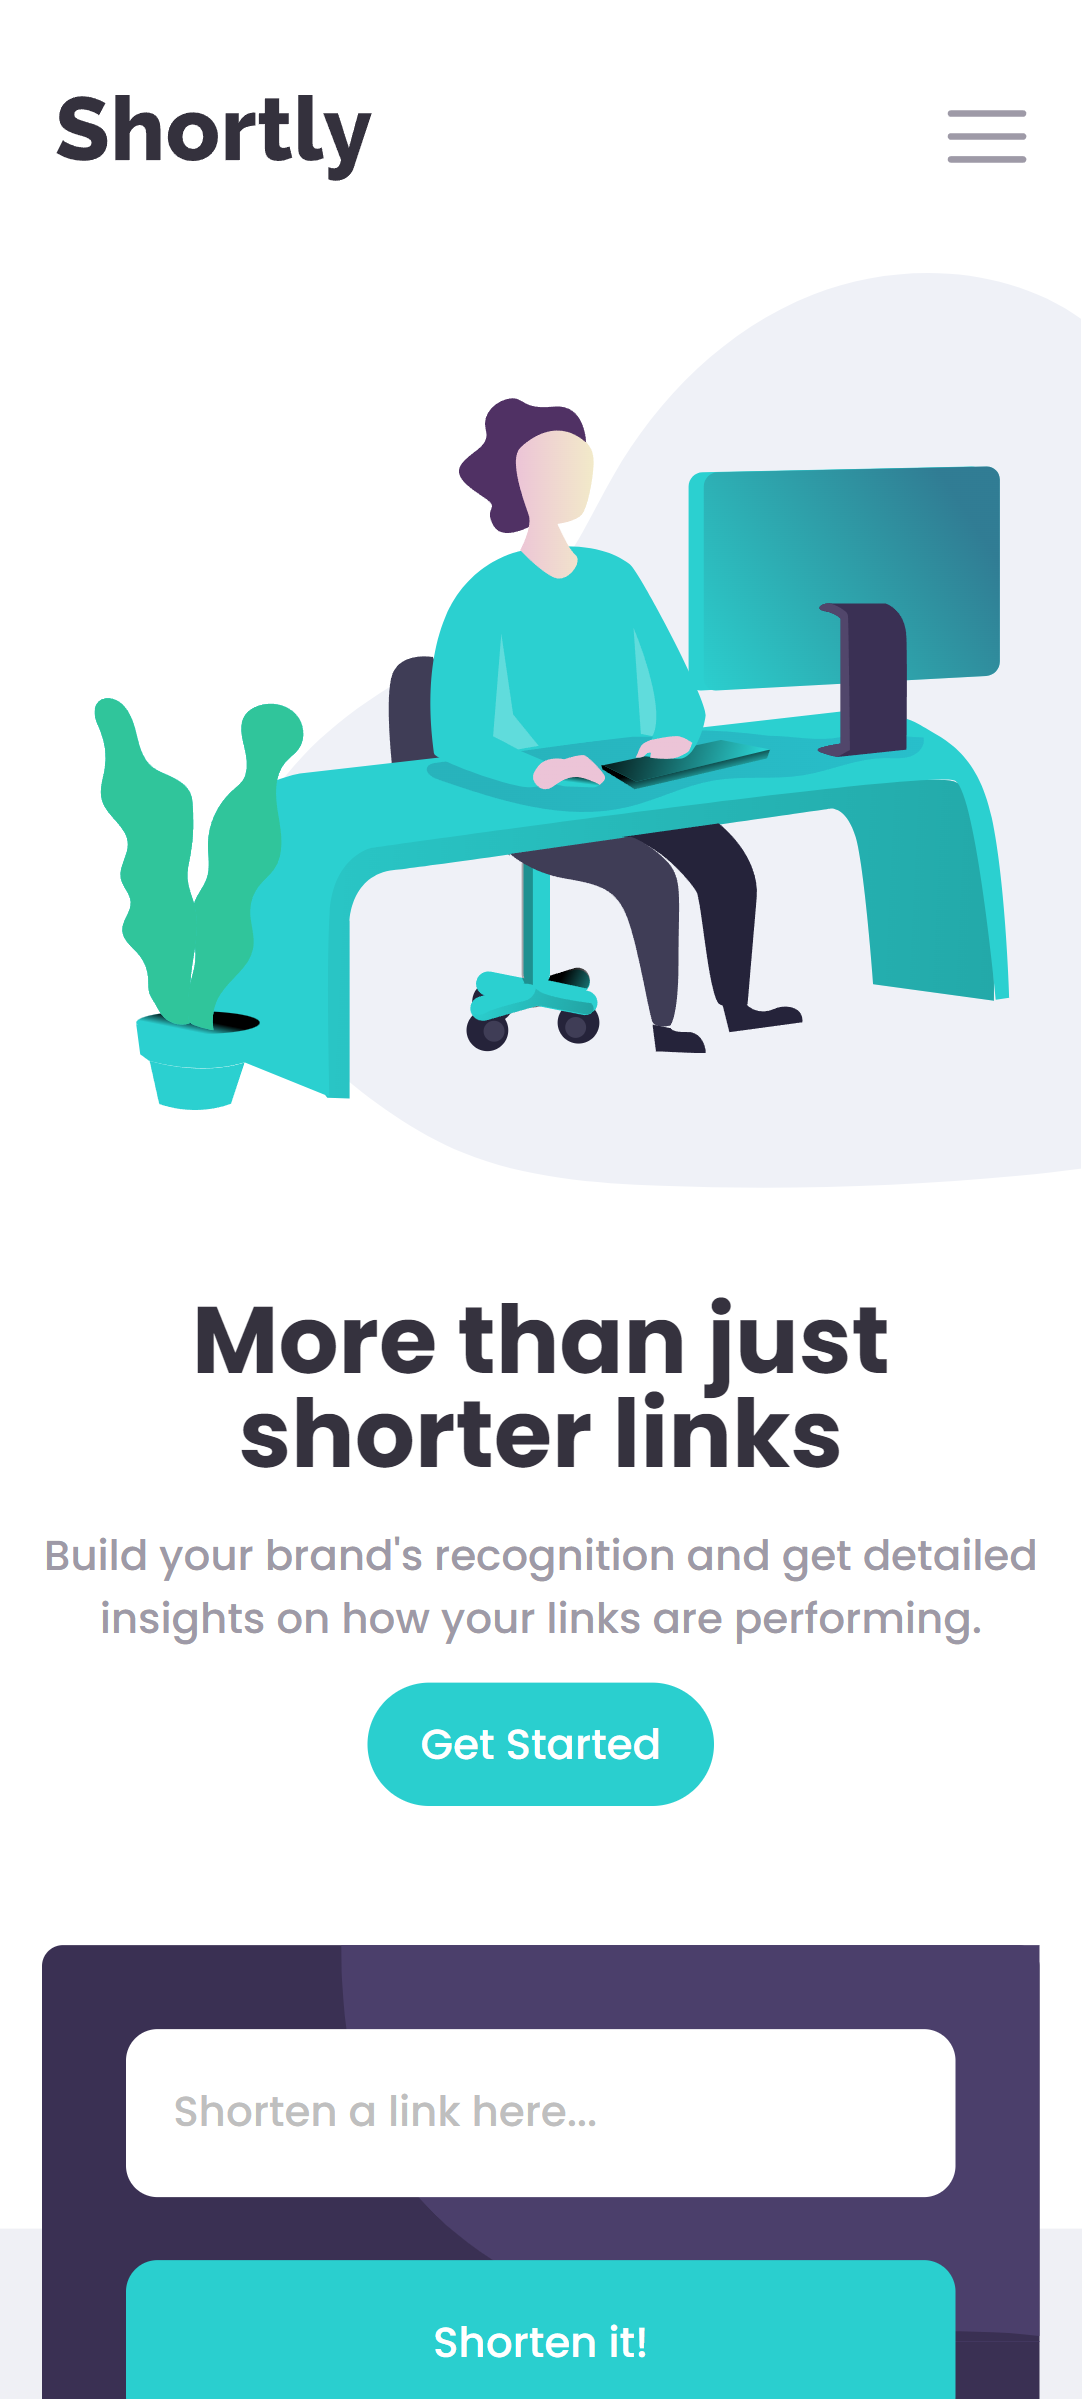 Shortly
More than just
shorter links
Build your brand's recognition and get detailed
insights on how your links are performing.
Get Started
Shorten a link here...
Shorten it!